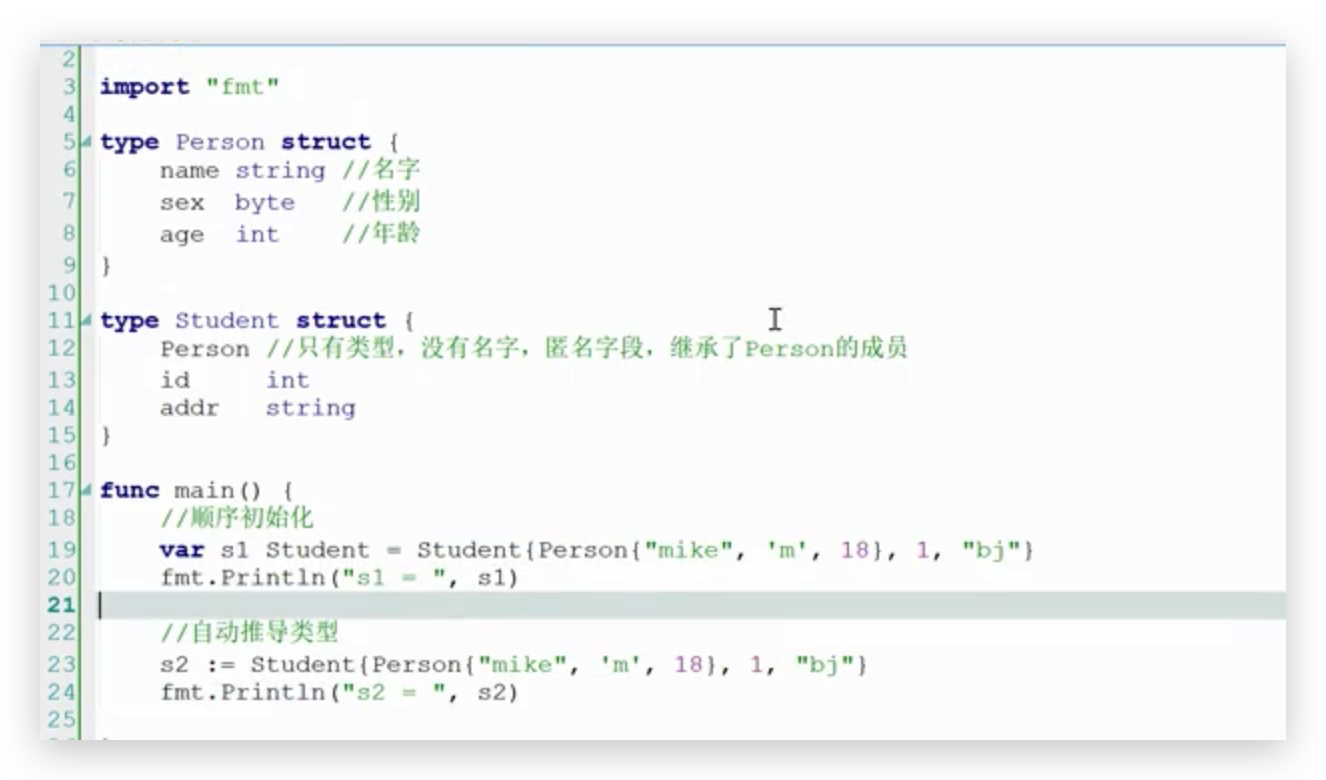 2
3 import "fmt"
4
5 type Person struct {
6     name string //名字
7     sex  byte   //性别
8     age  int    //年龄
9 }
10
11 type Student struct {
12     Person //只有类型，没有名字，匿名字段，继承了Person的成员
13     id     int
14     addr   string
15 }
16
17 func main() {
18     //顺序初始化
19     var s1 Student = Student{Person{"mike", 'm', 18}, 1, "bj"}
20     fmt.Println("s1 = ", s1)
21
22     //自动推导类型
23     s2 := Student{Person{"mike", 'm', 18}, 1, "bj"}
24     fmt.Println("s2 = ", s2)
25